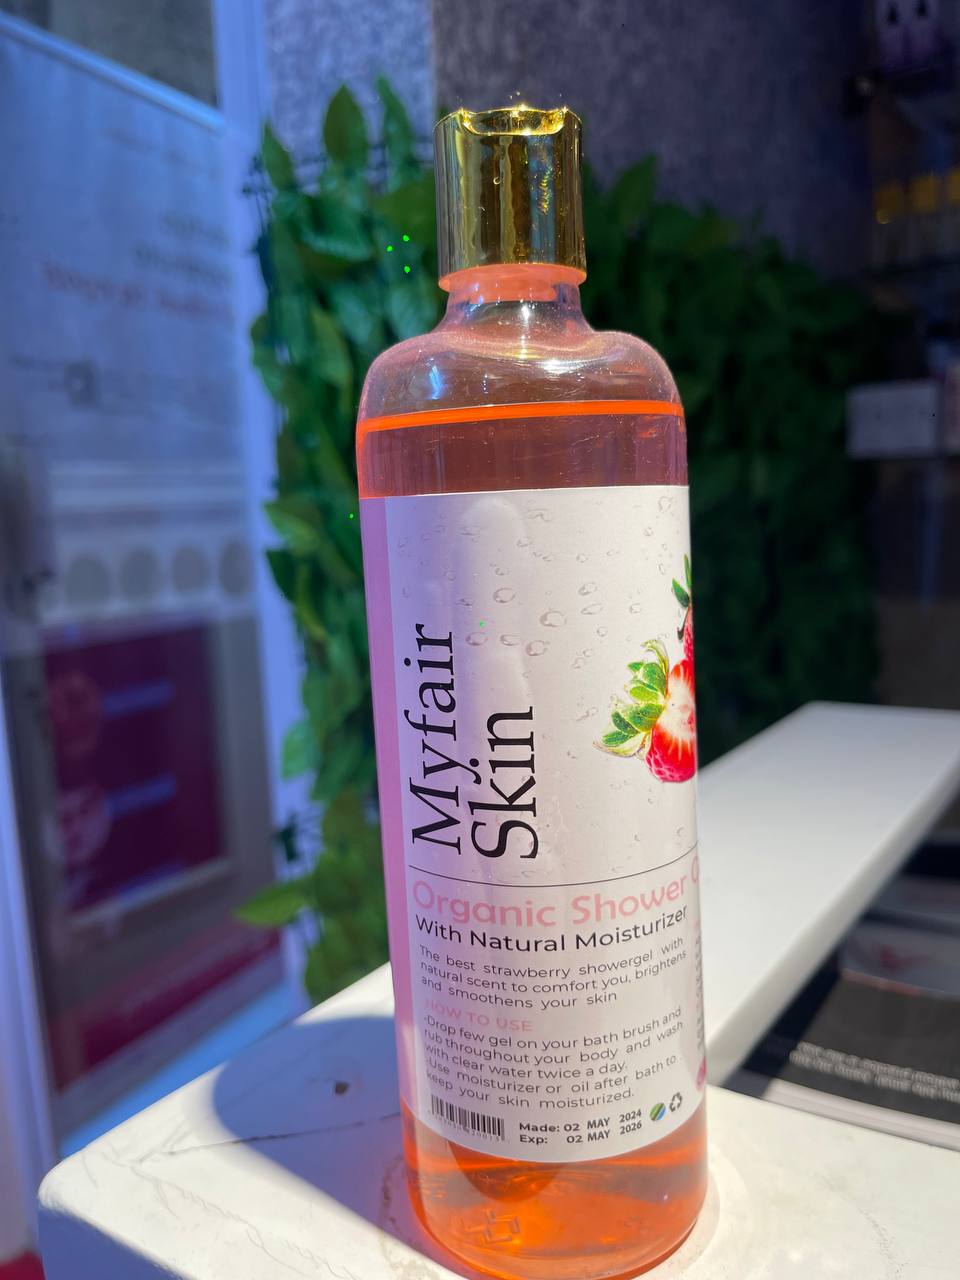 Myfair
Skin
Organic Shower
With Natural Moisturizer
The best strawberry showergel with
natural scent to comfort you, brightens
and smoothens your skin
HOW TO USE
-Drop few gel on your bath brush and
rub throughout your body and wash
with clear water twice a day.
-Use moisturizer or oil after bath to
keep your skin moisturized.
Made: 02 MAY 2024
Exp: 02 MAY 2026